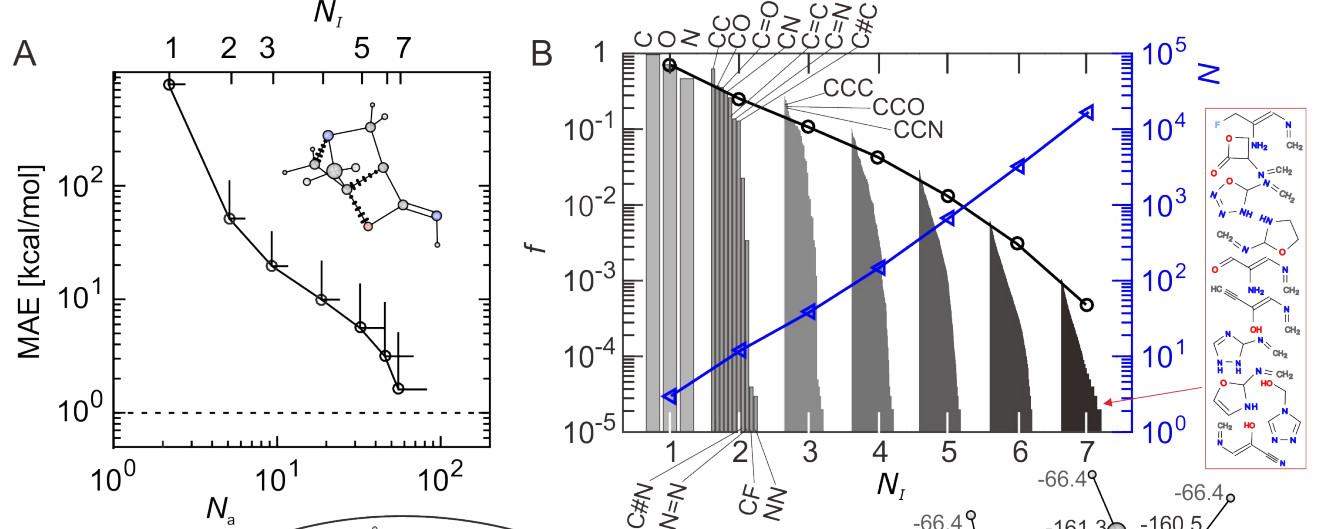 A
N_I
1 2 3 5 7
MAE [kcal/mol]
10^2
10^1
10^0
10^0 10^1 10^2
N_a
B
C O N CC CO C=O CN C=C C=N C#C
1
10^-1
10^-2
10^-3
10^-4
10^-5
f
CCC
CCO
CCN
10^5
10^4
10^3
10^2
10^1
10^0
N
1 2 3 4 5 6 7
N_I
C#N N=N CF NN
F N
NH2 CH2
O
O N=CH2
O N=CH2
N
N NH HN
CH2=N O
O N
NH2 CH2
HC N
OH CH2
N N=CH2
N N
H H
O N=CH2
HO
NH N
CH2 HO N N
N N
-66.4
-66.4
-66.4
-161.3
-160.5